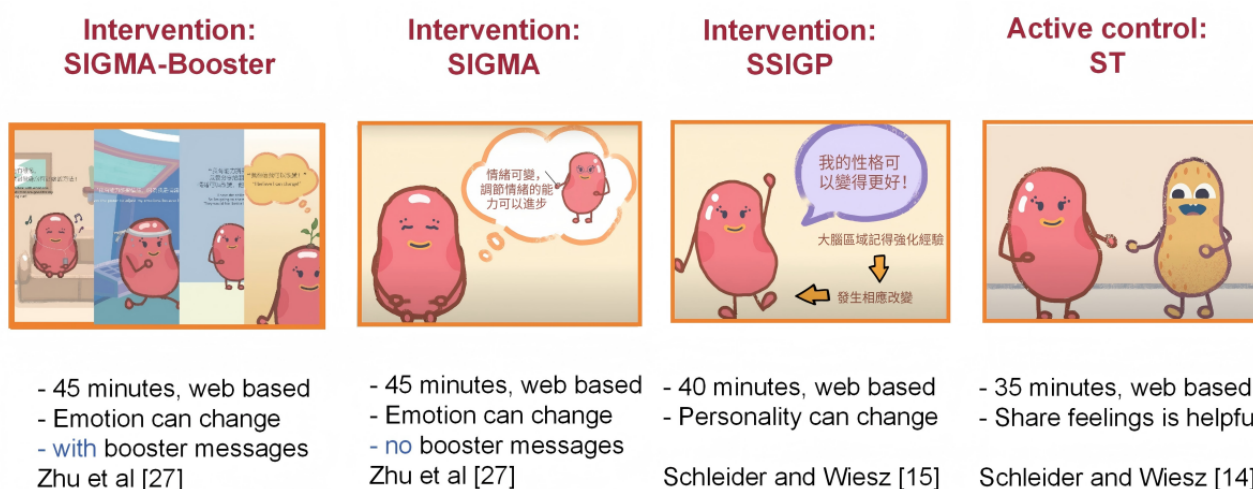 Intervention:
SIGMA-Booster
Intervention:
SIGMA
Intervention:
SSIGP
Active control:
ST
情緒可變，
調節情緒的能
力可以進步
我的性格可
以變得更好！
大腦區域記得強化經驗
發生相應改變
- 45 minutes, web based
- Emotion can change
- with booster messages
Zhu et al [27]
- 45 minutes, web based
- Emotion can change
- no booster messages
Zhu et al [27]
- 40 minutes, web based
- Personality can change
Schleider and Wiesz [15]
- 35 minutes, web based
- Share feelings is helpfu
Schleider and Wiesz [14]